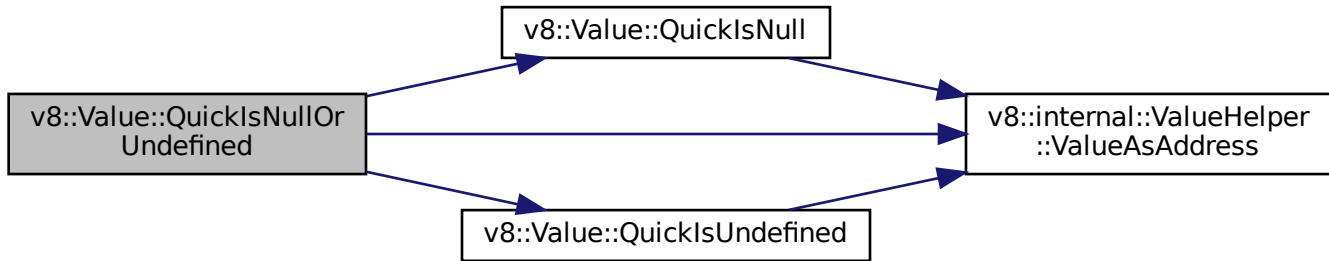 v8::Value::QuickIsNull
v8::Value::QuickIsNullOr
Undefined
v8::internal::ValueHelper
::ValueAsAddress
v8::Value::QuickIsUndefined